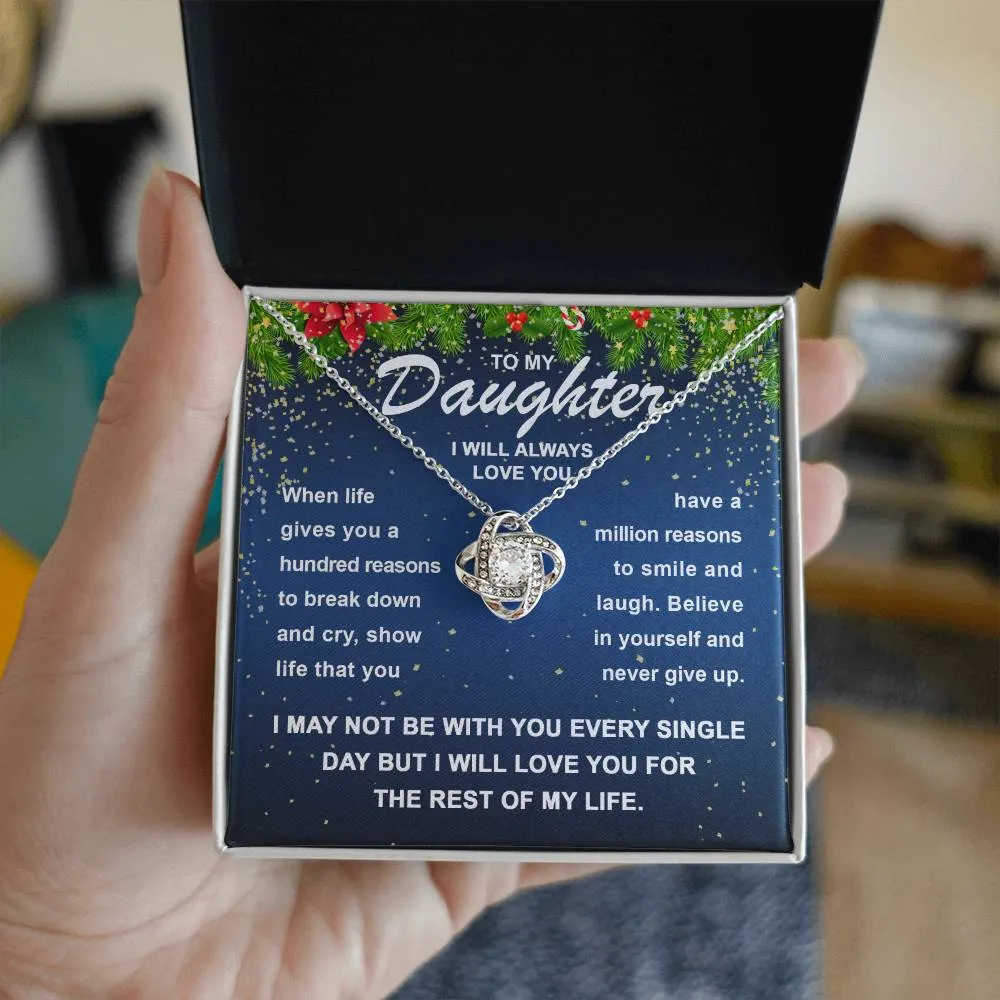 TO MY
Daughter
I WILL ALWAYS
LOVE YOU
When life
gives you a
hundred reasons
to break down
and cry, show
life that you
have a
million reasons
to smile and
laugh. Believe
in yourself and
never give up.
I MAY NOT BE WITH YOU EVERY SINGLE
DAY BUT I WILL LOVE YOU FOR
THE REST OF MY LIFE.